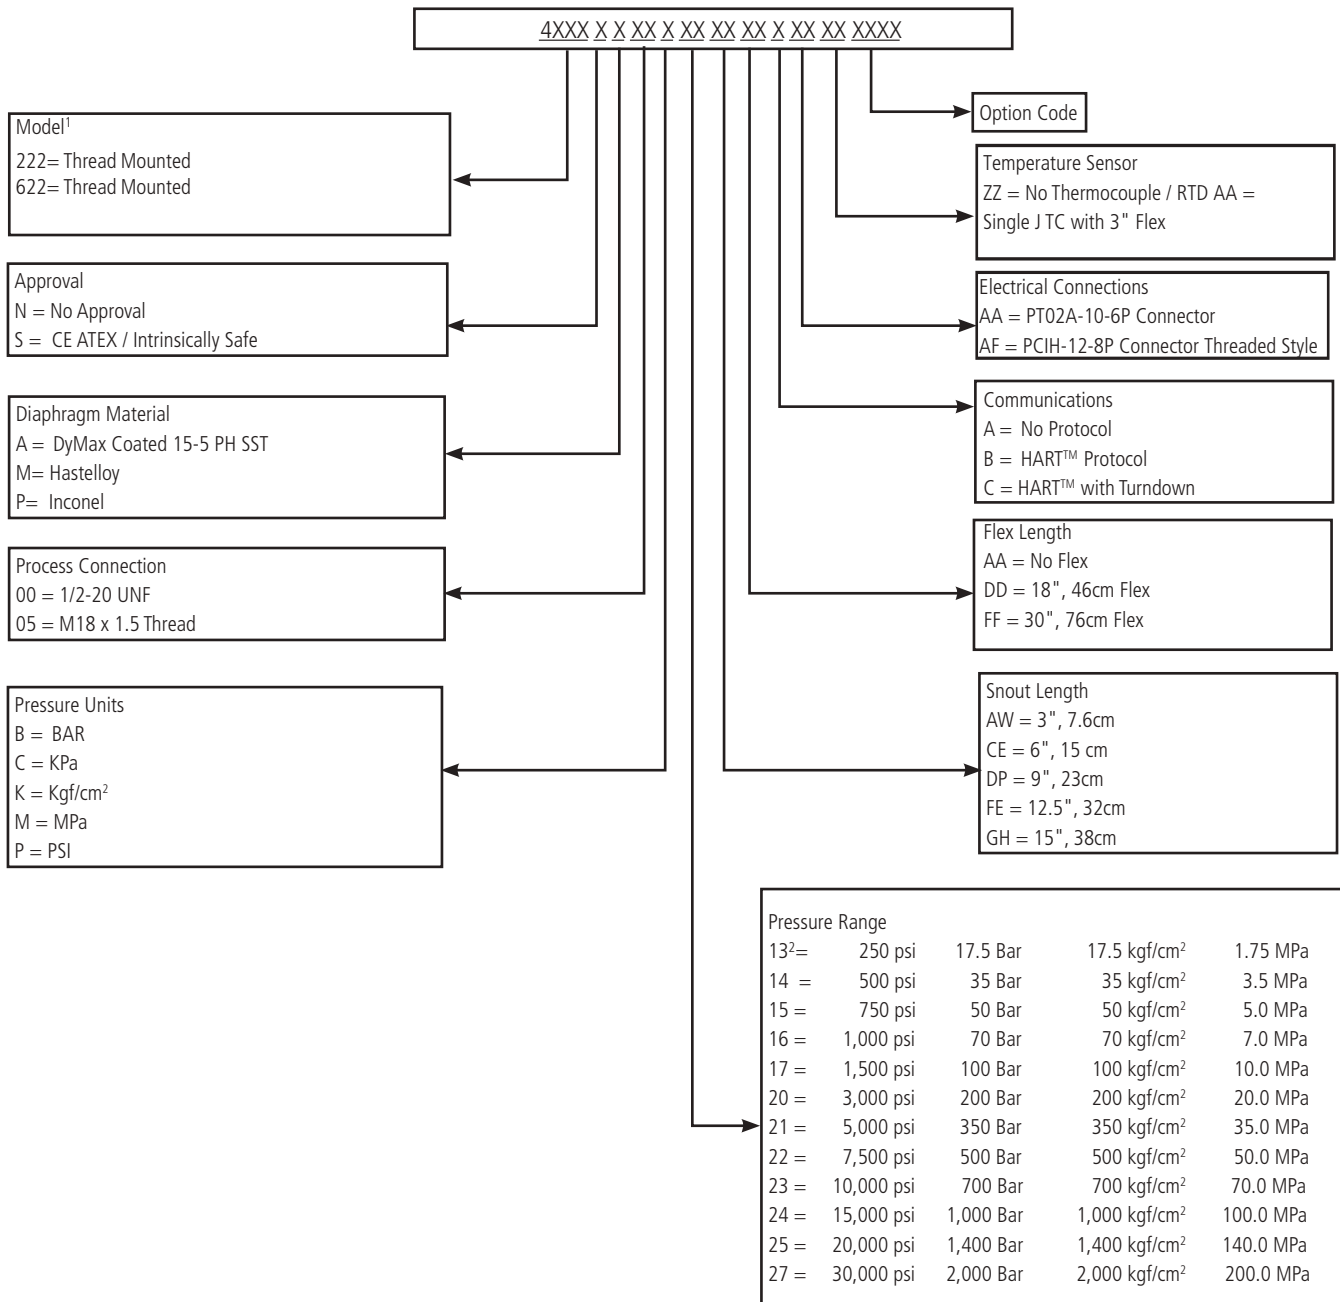 4XXX X X XX X XX XX XX X XX XX XXXX
Model¹
222= Thread Mounted
622= Thread Mounted
Approval
N = No Approval
S = CE ATEX / Intrinsically Safe
Diaphragm Material
A = DyMax Coated 15-5 PH SST
M= Hastelloy
P= Inconel
Process Connection
00 = 1/2-20 UNF
05 = M18 x 1.5 Thread
Pressure Units
B = BAR
C = KPa
K = Kgf/cm²
M = MPa
P = PSI
Option Code
Temperature Sensor
ZZ = No Thermocouple / RTD AA =
Single J TC with 3" Flex
Electrical Connections
AA = PT02A-10-6P Connector
AF = PCIH-12-8P Connector Threaded Style
Communications
A = No Protocol
B = HART™ Protocol
C = HART™ with Turndown
Flex Length
AA = No Flex
DD = 18", 46cm Flex
FF = 30", 76cm Flex
Snout Length
AW = 3", 7.6cm
CE = 6", 15 cm
DP = 9", 23cm
FE = 12.5", 32cm
GH = 15", 38cm
Pressure Range
13²= 250 psi 17.5 Bar 17.5 kgf/cm² 1.75 MPa
14 = 500 psi 35 Bar 35 kgf/cm² 3.5 MPa
15 = 750 psi 50 Bar 50 kgf/cm² 5.0 MPa
16 = 1,000 psi 70 Bar 70 kgf/cm² 7.0 MPa
17 = 1,500 psi 100 Bar 100 kgf/cm² 10.0 MPa
20 = 3,000 psi 200 Bar 200 kgf/cm² 20.0 MPa
21 = 5,000 psi 350 Bar 350 kgf/cm² 35.0 MPa
22 = 7,500 psi 500 Bar 500 kgf/cm² 50.0 MPa
23 = 10,000 psi 700 Bar 700 kgf/cm² 70.0 MPa
24 = 15,000 psi 1,000 Bar 1,000 kgf/cm² 100.0 MPa
25 = 20,000 psi 1,400 Bar 1,400 kgf/cm² 140.0 MPa
27 = 30,000 psi 2,000 Bar 2,000 kgf/cm² 200.0 MPa